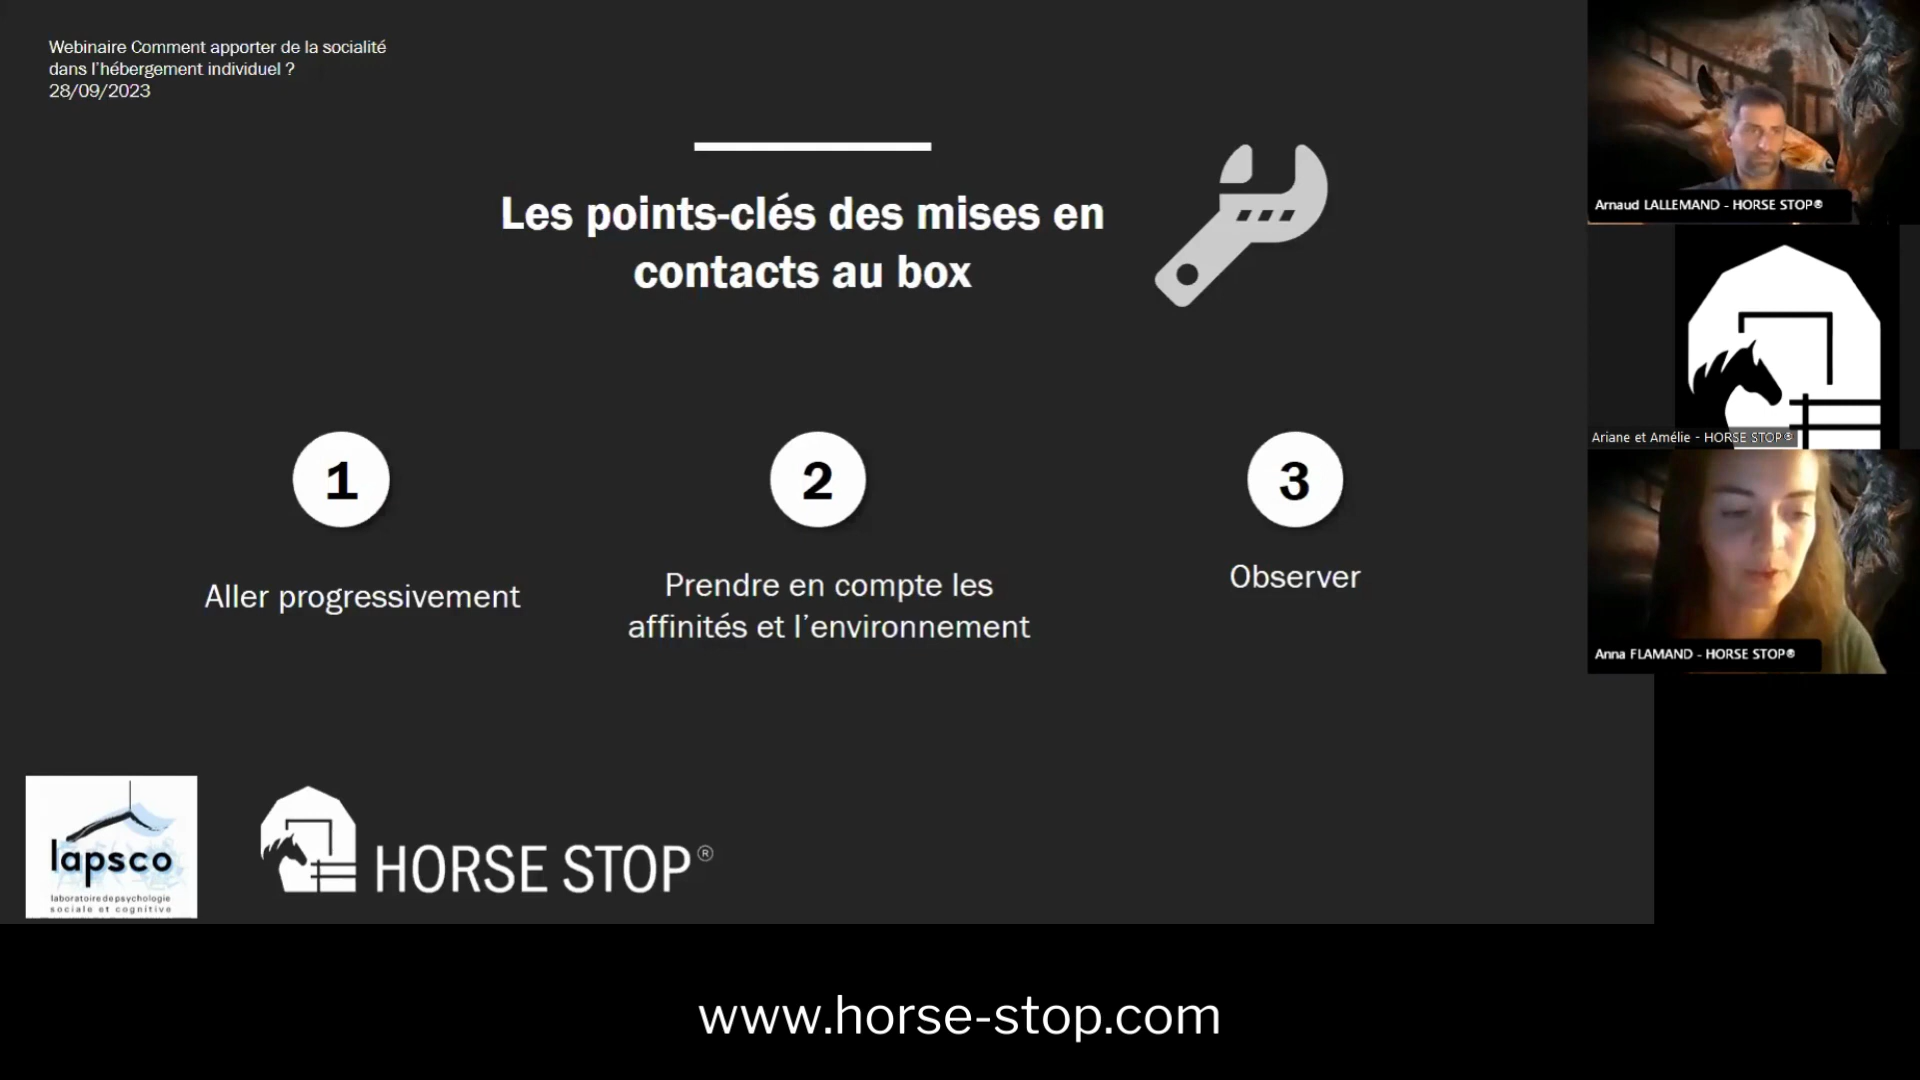 Webinaire Comment apporter de la socialité
dans l'hébergement individuel ?
28/09/2023
Les points-clés des mises en
contacts au box
1
Aller progressivement
2
Prendre en compte les
affinités et l'environnement
3
Observer
lapsco
laboratoire de psychologie
sociale et cognitive
HORSE STOP®
Arnaud LALLEMAND - HORSE STOP®
Ariane et Amélie - HORSE STOP®
Anna FLAMAND - HORSE STOP®
www.horse-stop.com